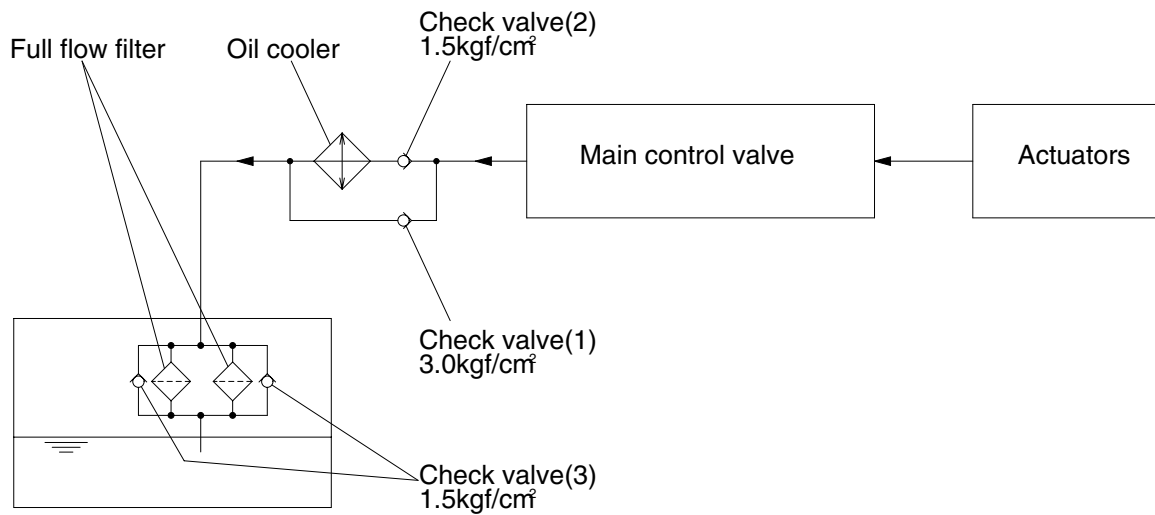 Check valve(2)
1.5kgf/cm²
Full flow filter
Oil cooler
Main control valve
Actuators
Check valve(1)
3.0kgf/cm²
Check valve(3)
1.5kgf/cm²